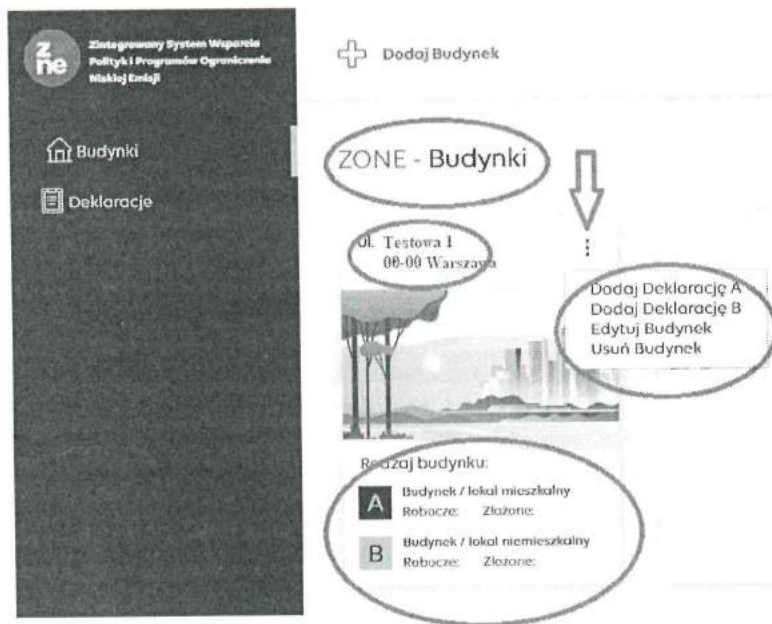 zne
Zintegrowany System Wsparcia
Polityk i Programów Ograniczenia
Niskiej Emisji
Budynki
Deklaracje
Dodaj Budynek
ZONE - Budynki
Ul. Testowa 1
00-00 Warszawa
Dodaj Deklarację A
Dodaj Deklarację B
Edytuj Budynek
Usuń Budynek
Rodzaj budynku:
A
Budynek / lokal mieszkalny
Robocze: Złożone:
B
Budynek / lokal niemieszkalny
Robocze: Złożone: